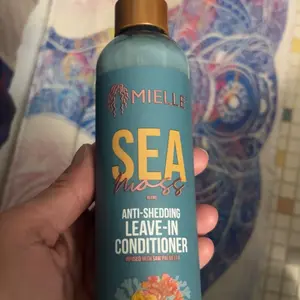 MIELLE
SEA
moss
ANTI-SHEDDING
LEAVE-IN
CONDITIONER